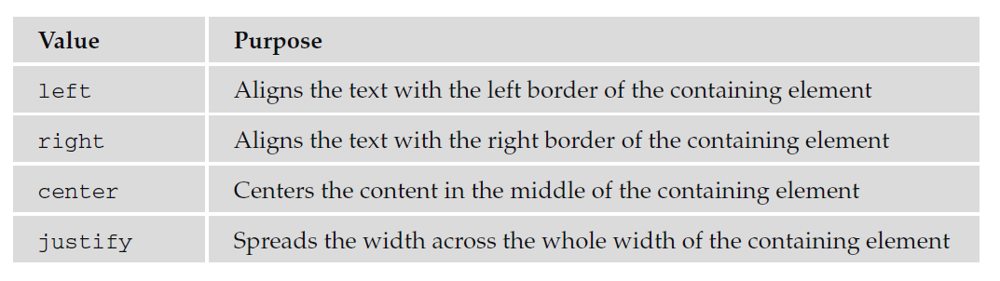 Value Purpose
left Aligns the text with the left border of the containing element
right Aligns the text with the right border of the containing element
center Centers the content in the middle of the containing element
justify Spreads the width across the whole width of the containing element